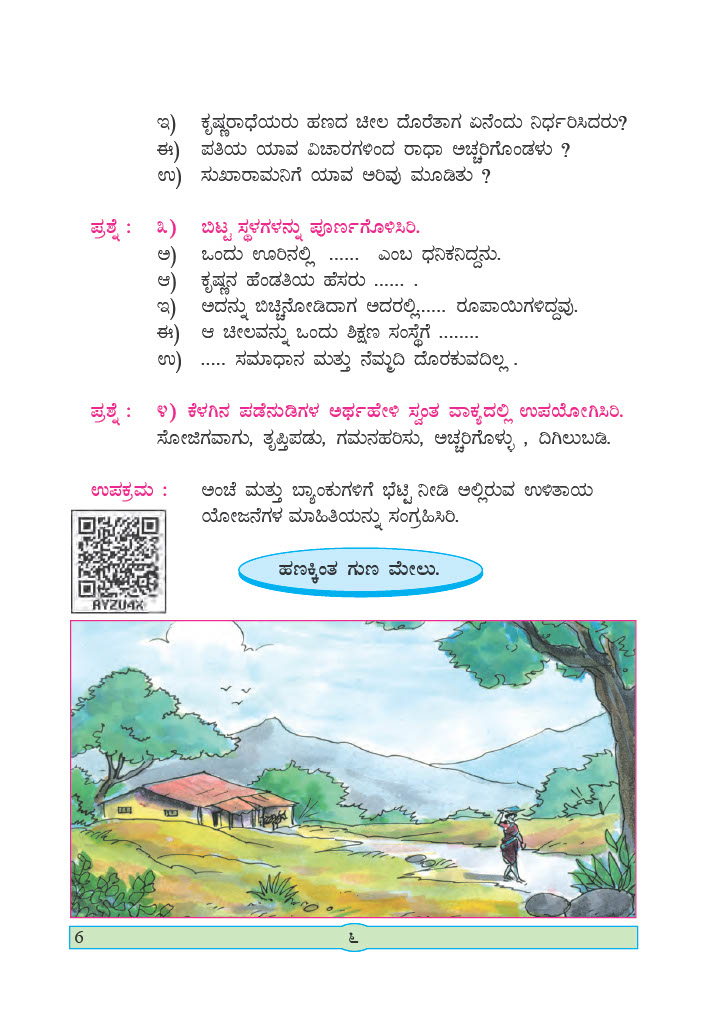 ಇ) ಕೃಷ್ಣರಾಧೆಯರು ಹಣದ ಚೀಲ ದೊರೆತಾಗ ಏನೆಂದು ನಿರ್ಧರಿಸಿದರು?
ಈ) ಪತಿಯ ಯಾವ ವಿಚಾರಗಳಿಂದ ರಾಧಾ ಅಚ್ಚರಿಗೊಂಡಳು ?
ಉ) ಸುಖಾರಾಮನಿಗೆ ಯಾವ ಅರಿವು ಮೂಡಿತು ?
ಪ್ರಶ್ನೆ : ೩) ಬಿಟ್ಟ ಸ್ಥಳಗಳನ್ನು ಪೂರ್ಣಗೊಳಿಸಿರಿ.
ಅ) ಒಂದು ಊರಿನಲ್ಲಿ ...... ಎಂಬ ಧನಿಕನಿದ್ದನು.
ಆ) ಕೃಷ್ಣನ ಹೆಂಡತಿಯ ಹೆಸರು ...... .
ಇ) ಅದನ್ನು ಬಿಚ್ಚಿನೋಡಿದಾಗ ಅದರಲ್ಲಿ...... ರೂಪಾಯಿಗಳಿದ್ದವು.
ಈ) ಆ ಚೀಲವನ್ನು ಒಂದು ಶಿಕ್ಷಣ ಸಂಸ್ಥೆಗೆ ........
ಉ) ..... ಸಮಾಧಾನ ಮತ್ತು ನೆಮ್ಮದಿ ದೊರಕುವದಿಲ್ಲ .
ಪ್ರಶ್ನೆ : ೪) ಕೆಳಗಿನ ಪಡೆನುಡಿಗಳ ಅರ್ಥಹೇಳಿ ಸ್ವಂತ ವಾಕ್ಯದಲ್ಲಿ ಉಪಯೋಗಿಸಿರಿ.
ಸೋಜಿಗವಾಗು, ತೃಪ್ತಿಪಡು, ಗಮನಹರಿಸು, ಅಚ್ಚರಿಗೊಳ್ಳು , ದಿಗಿಲುಬಡಿ.
ಉಪಕ್ರಮ : ಅಂಚೆ ಮತ್ತು ಬ್ಯಾಂಕುಗಳಿಗೆ ಭೆಟ್ಟಿ ನೀಡಿ ಅಲ್ಲಿರುವ ಉಳಿತಾಯ
ಯೋಜನೆಗಳ ಮಾಹಿತಿಯನ್ನು ಸಂಗ್ರಹಿಸಿರಿ.
AYZU4X
ಹಣಕ್ಕಿಂತ ಗುಣ ಮೇಲು.
6 ೬